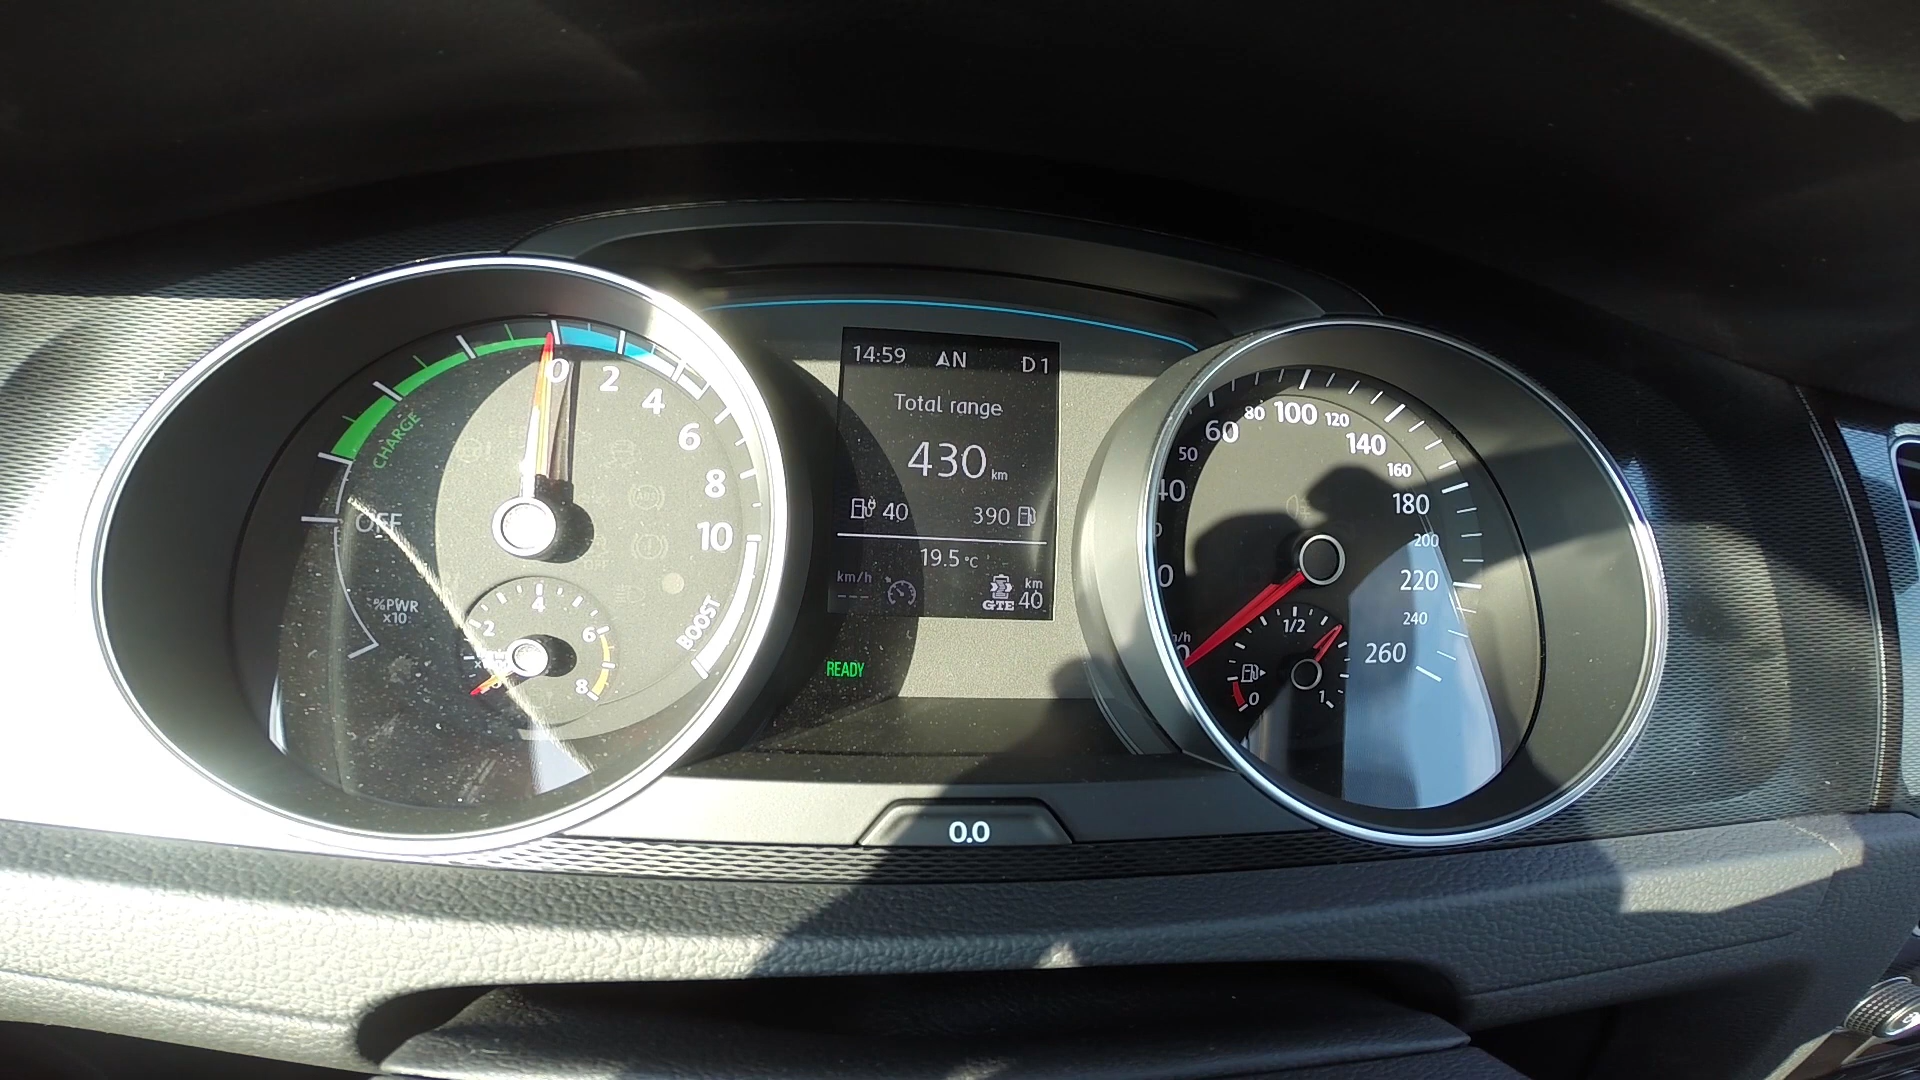 14:59 N D1
Total range
430 km
40 390
19.5 °C
km/h
--- GTE km 40
READY
0.0
0 2 4 6 8 10
CHARGE
OFF
%PWR
x10
BOOST
2 4 6 8
40 50 60 80 100 120 140 160 180 200 220 240 260
0 1/2 1